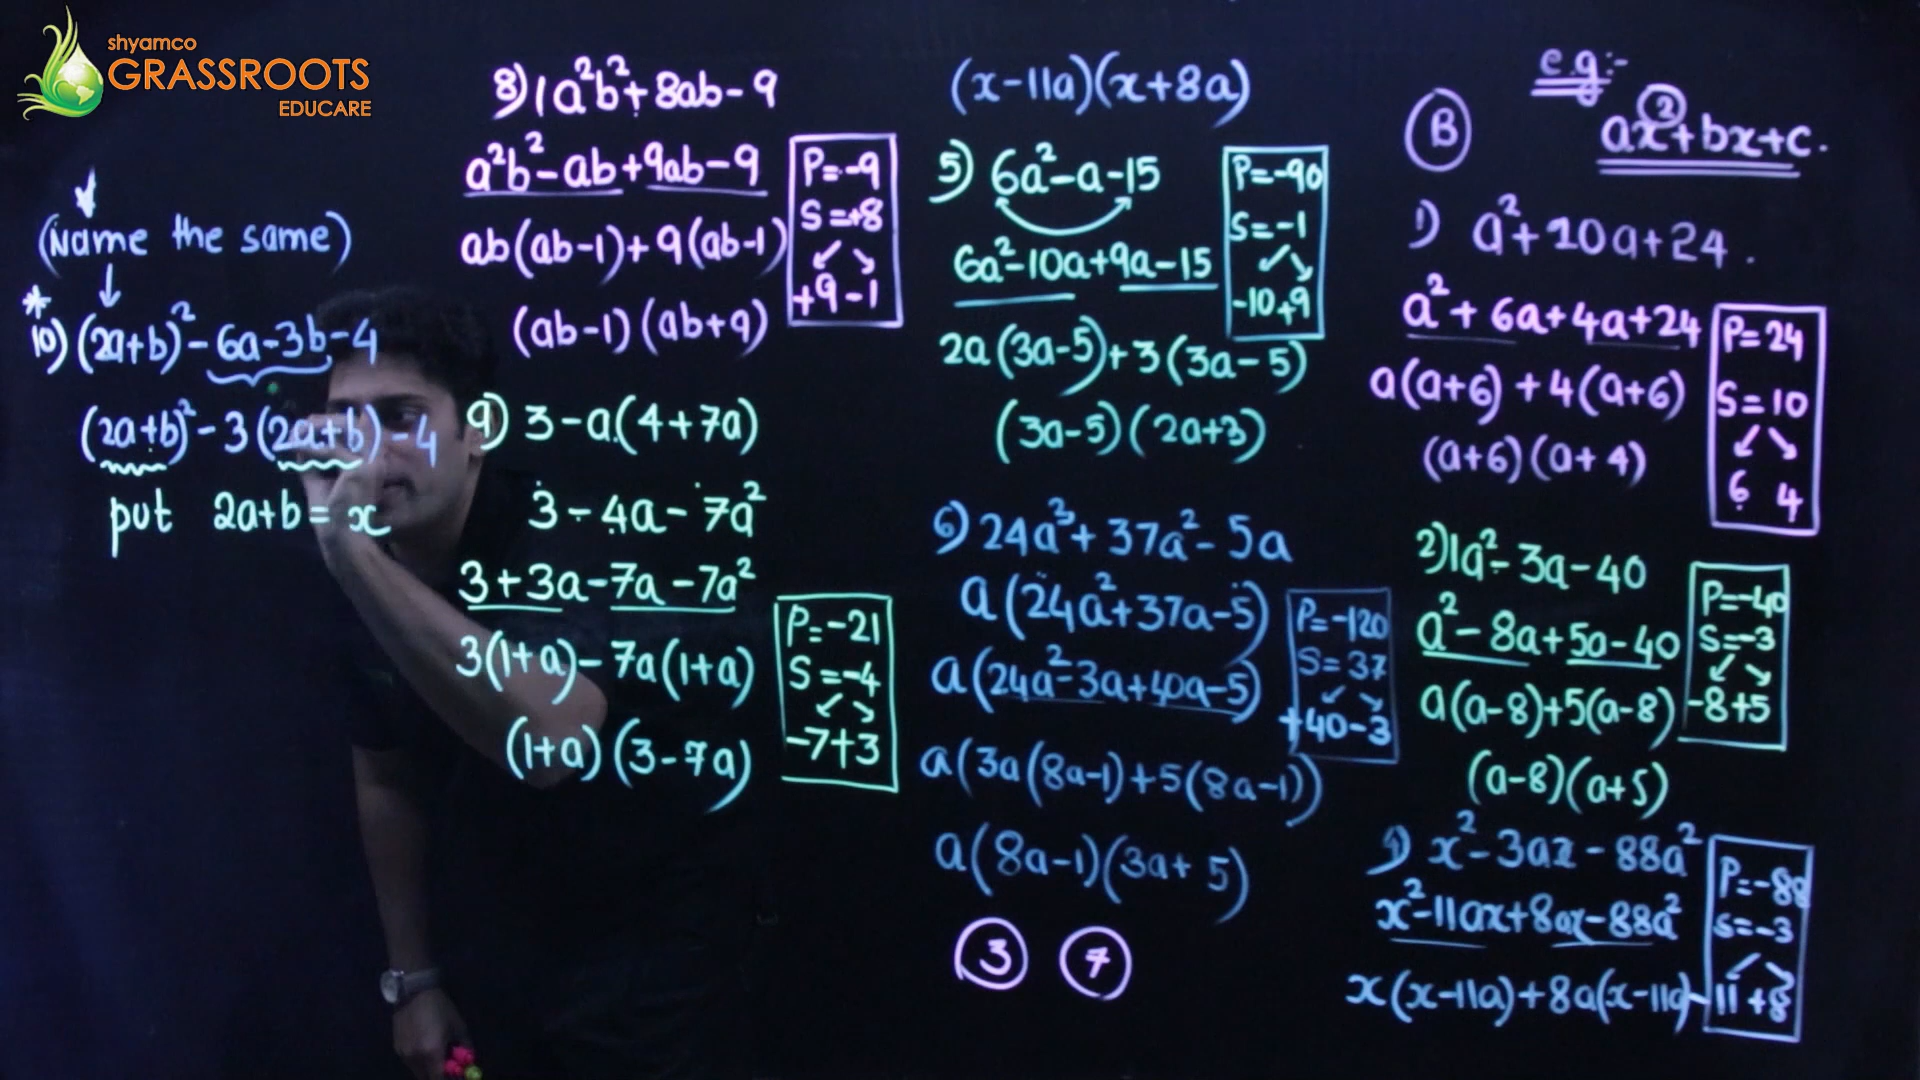 shyamco
GRASSROOTS
EDUCARE
(Name the same)
* 10) (2a+b)² - 6a-3b-4
(2a+b)² - 3(2a+b) - 4
put 2a+b = x
8) 1a²b² + 8ab - 9
a²b² - ab + 9ab - 9
ab(ab-1) + 9(ab-1)
(ab-1)(ab+9)
P=-9
S=+8
+9 -1
9) 3 - a(4+7a)
3 - 4a - 7a²
3 + 3a - 7a - 7a²
3(1+a) - 7a(1+a)
(1+a)(3-7a)
P=-21
S=-4
-7+3
(x-11a)(x+8a)
5) 6a² - a - 15
6a² - 10a + 9a - 15
2a(3a-5) + 3(3a-5)
(3a-5)(2a+3)
P=-90
S=-1
-10+9
6) 24a³ + 37a² - 5a
a(24a² + 37a - 5)
a(24a² - 3a + 40a - 5)
a(3a(8a-1) + 5(8a-1))
a(8a-1)(3a+5)
P=-120
S=37
+40-3
3 7
e.g:-
B ax² + bx + c.
1) a² + 10a + 24.
a² + 6a + 4a + 24
a(a+6) + 4(a+6)
(a+6)(a+4)
P=24
S=10
6 4
2) 1a² - 3a - 40
a² - 8a + 5a - 40
a(a-8) + 5(a-8)
(a-8)(a+5)
P=-40
S=-3
-8+5
4) x² - 3ax - 88a²
x² - 11ax + 8ax - 88a²
x(x-11a) + 8a(x-11a)
P=-88
S=-3
-11 +8